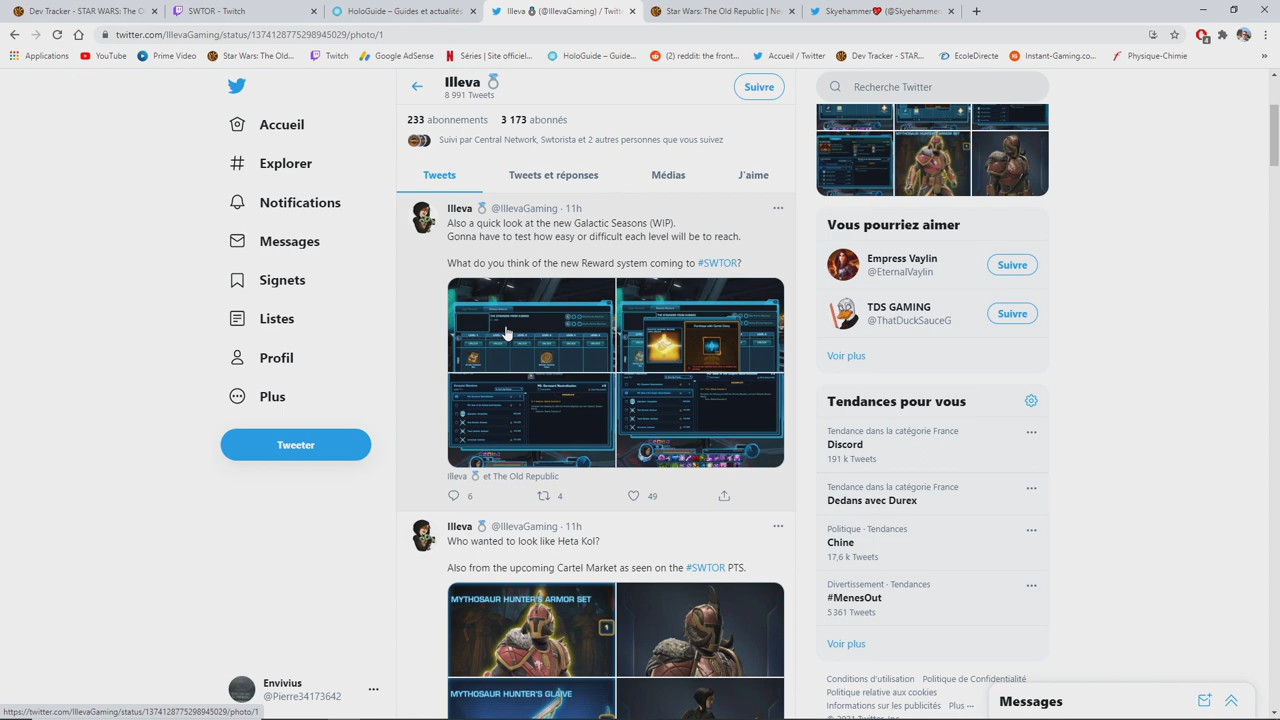 Dev Tracker - STAR WARS: The O
SWTOR - Twitch
HoloGuide – Guides et actualités
Illeva (@IllevaGaming) / Twitte
Star Wars: The Old Republic | Ne
Skyehammer (@Skyehammer
twitter.com/IllevaGaming/status/1374128775298945029/photo/1
Applications
YouTube
Prime Video
Star Wars: The Old...
Twitch
Google AdSense
Séries | Site officiel...
HoloGuide – Guide...
(2) reddit: the front...
Accueil / Twitter
Dev Tracker - STAR...
EcoleDirecte
Instant-Gaming.co...
Physique-Chimie
Illeva
8 991 Tweets
Suivre
Recherche Twitter
233 abonnements 3 173 abonnés
Suivi par Central Network, Swtorista et 2 autres personnes que vous suivez
Tweets
Tweets et réponses
Médias
J'aime
Accueil
Explorer
Notifications
Messages
Signets
Listes
Profil
Plus
Tweeter
Illeva @IllevaGaming · 11h
Also a quick look at the new Galactic Seasons (WIP).
Gonna have to test how easy or difficult each level will be to reach.
What do you think of the new Reward system coming to #SWTOR?
Illeva et The Old Republic
6
4
49
Illeva @IllevaGaming · 11h
Who wanted to look like Heta Kol?
Also from the upcoming Cartel Market as seen on the #SWTOR PTS.
MYTHOSAUR HUNTER'S ARMOR SET
MYTHOSAUR HUNTER'S GLAIVE
Vous pourriez aimer
Empress Vaylin
@EternalVaylin
Suivre
TDS GAMING
@ThatDuckSauceG
Suivre
Voir plus
Tendances pour vous
Tendance dans la catégorie France
Discord
191 k Tweets
Tendance dans la catégorie France
Dedans avec Durex
Politique · Tendances
Chine
17,6 k Tweets
Divertissement · Tendances
#MenesOut
5 361 Tweets
Voir plus
Conditions d'utilisation Politique de Confidentialité
Politique relative aux cookies
Informations sur les publicités Plus ...
Messages
Envivius
@Pierre34173642
https://twitter.com/IllevaGaming/status/1374128775298945029/photo/1